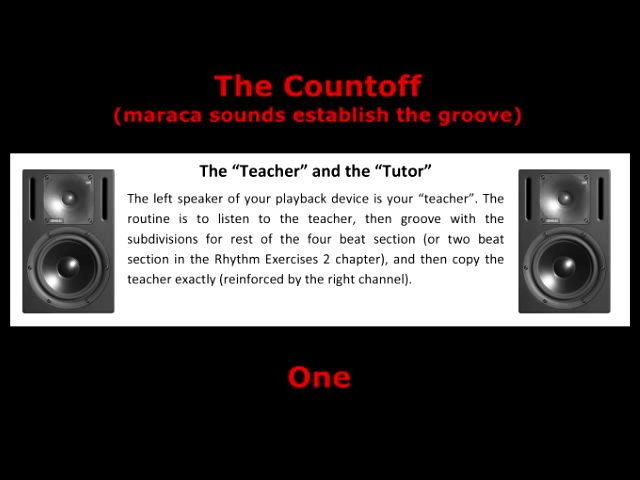 The Countoff
(maraca sounds establish the groove)
The “Teacher” and the “Tutor”
The left speaker of your playback device is your “teacher”. The
routine is to listen to the teacher, then groove with the
subdivisions for rest of the four beat section (or two beat
section in the Rhythm Exercises 2 chapter), and then copy the
teacher exactly (reinforced by the right channel).
One